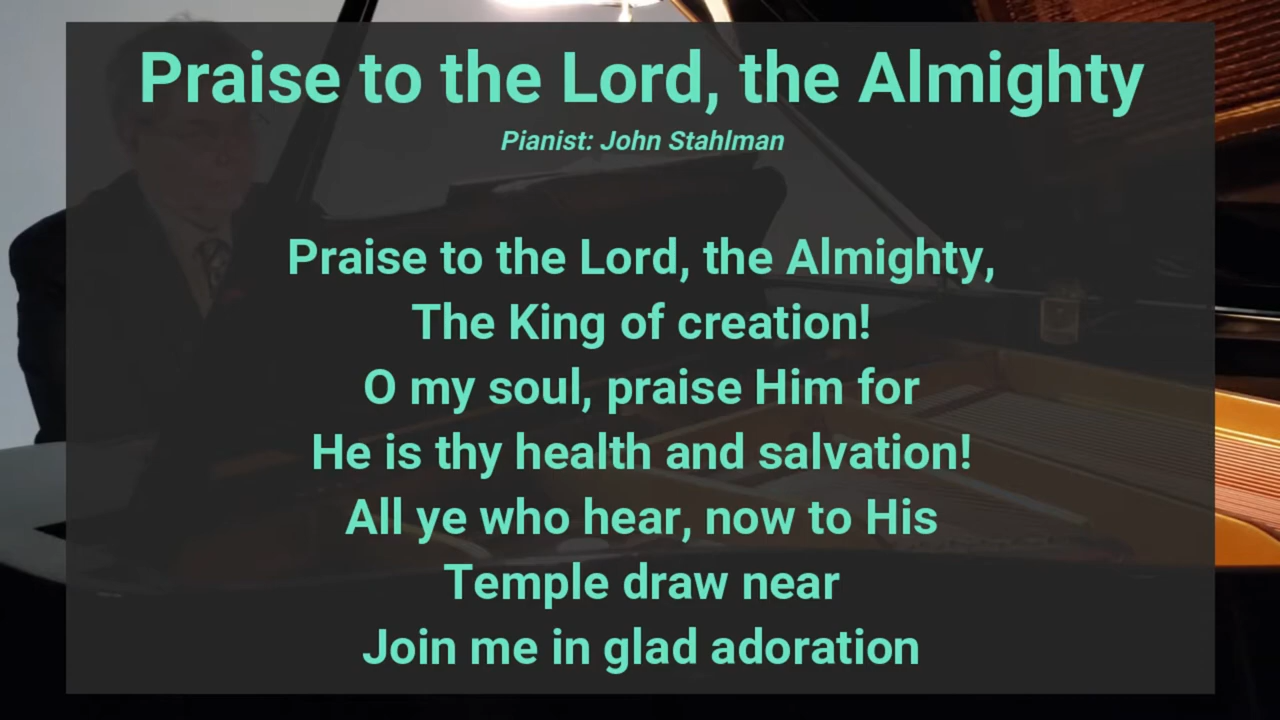 Praise to the Lord, the Almighty
Pianist: John Stahlman
Praise to the Lord, the Almighty,
The King of creation!
O my soul, praise Him for
He is thy health and salvation!
All ye who hear, now to His
Temple draw near
Join me in glad adoration